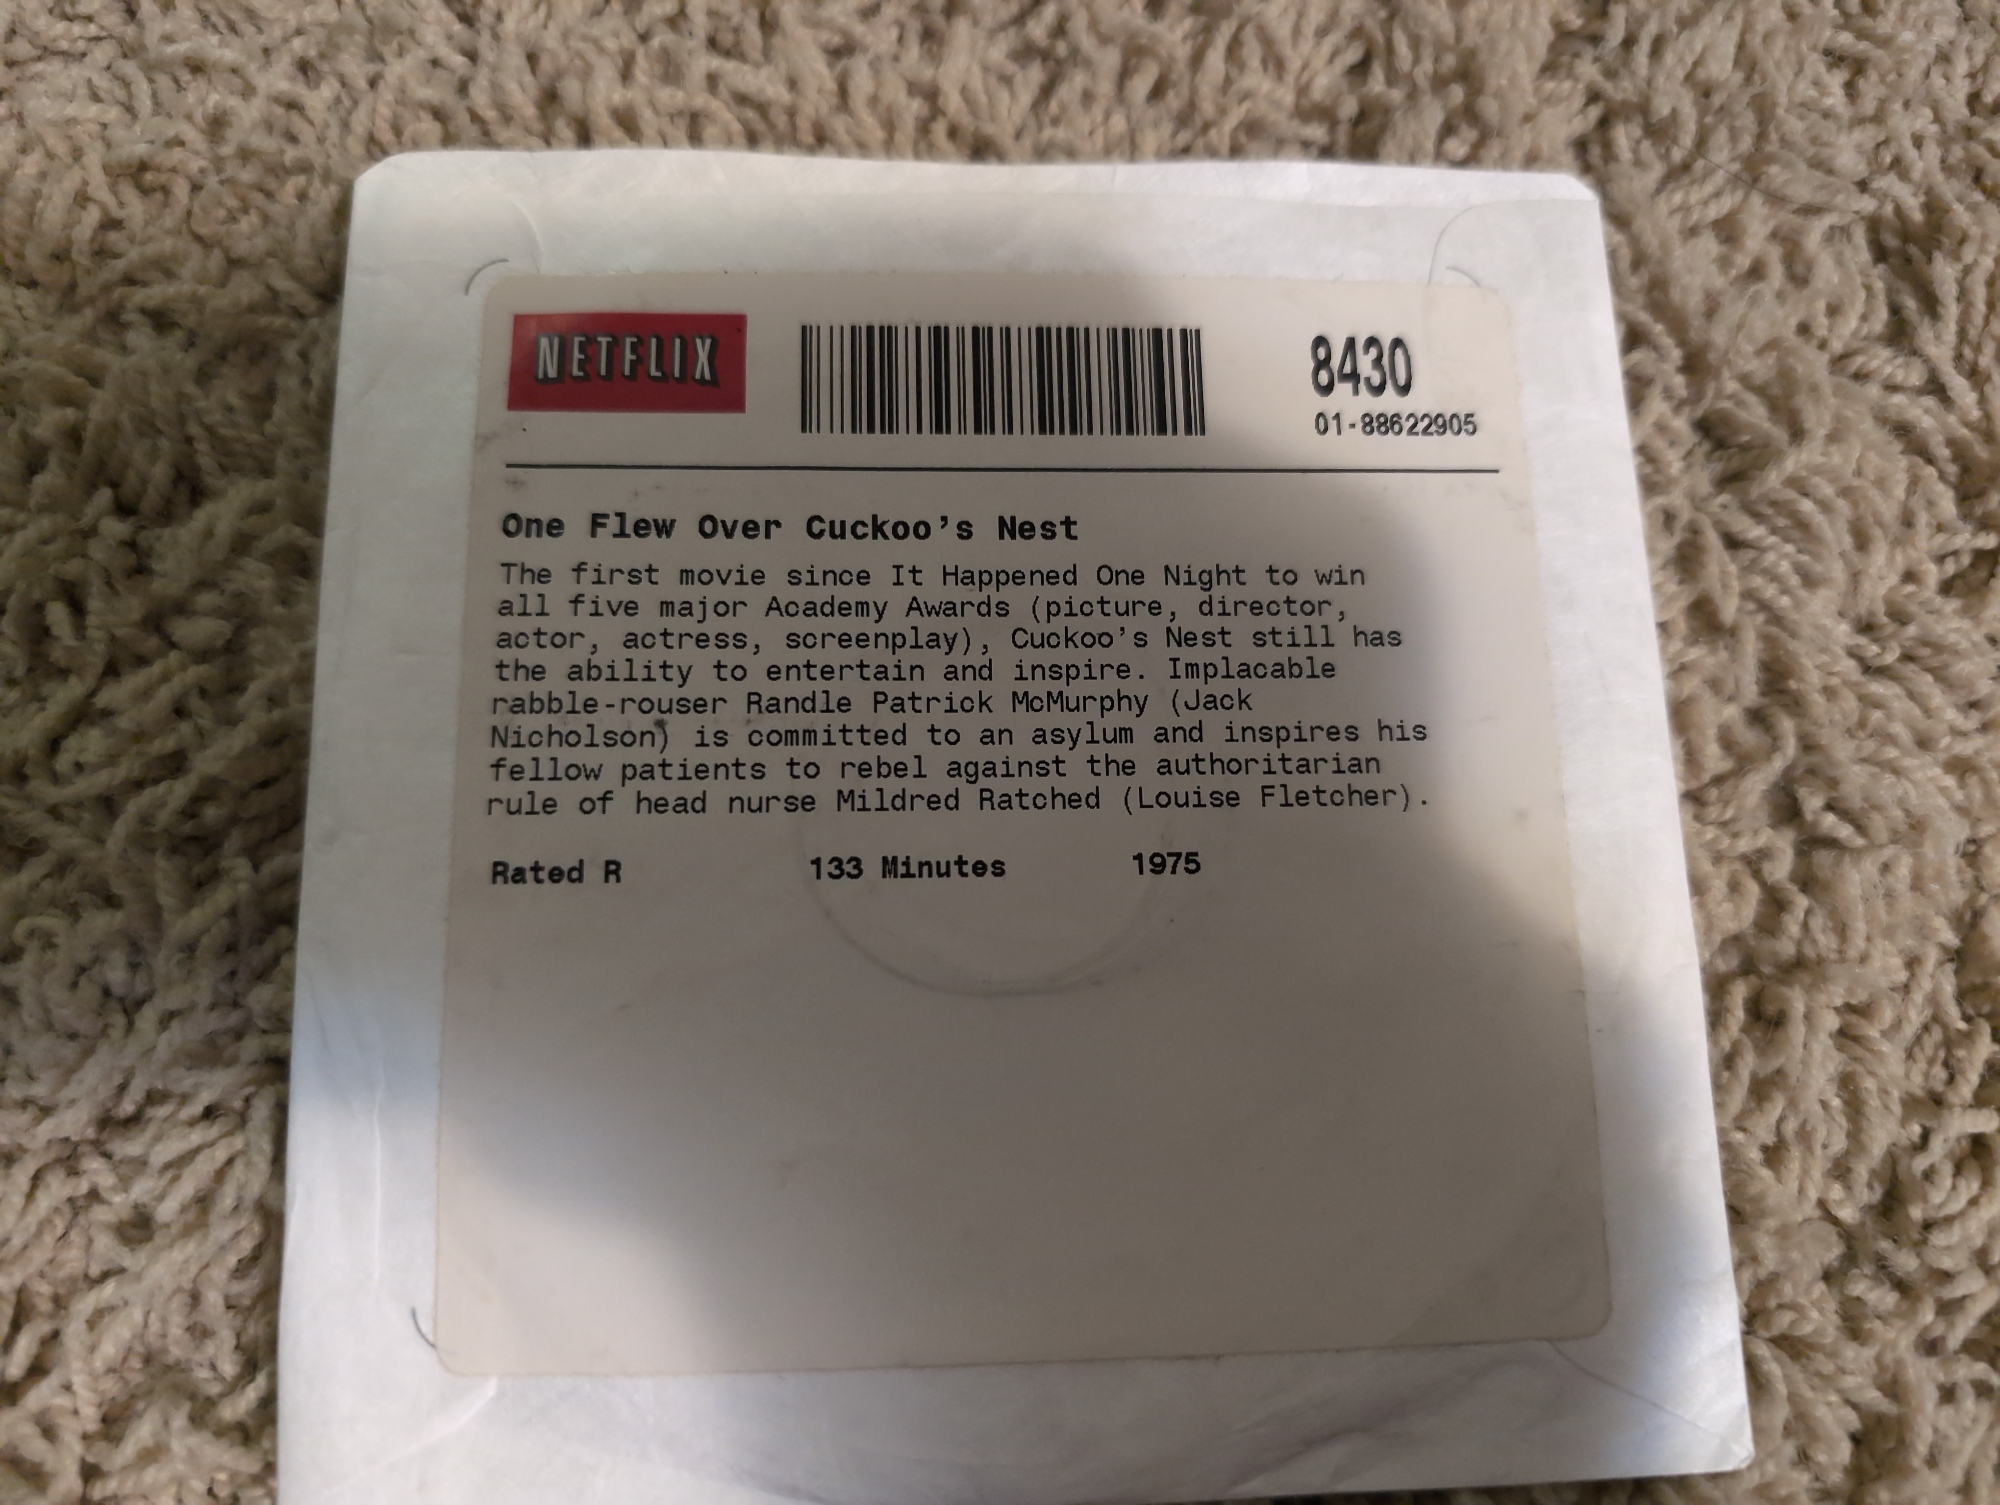 NETFLIX
8430
01-88622905
One Flew Over Cuckoo's Nest
The first movie since It Happened One Night to win
all five major Academy Awards (picture, director,
actor, actress, screenplay), Cuckoo's Nest still has
the ability to entertain and inspire. Implacable
rabble-rouser Randle Patrick McMurphy (Jack
Nicholson) is committed to an asylum and inspires his
fellow patients to rebel against the authoritarian
rule of head nurse Mildred Ratched (Louise Fletcher).
Rated R 133 Minutes 1975